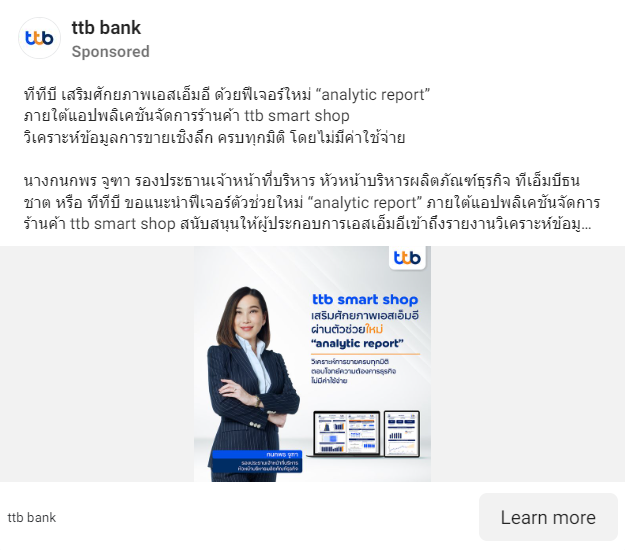 ttb
ttb bank
Sponsored
ทีทีบี เสริมศักยภาพเอสเอ็มอี ด้วยฟีเจอร์ใหม่ “analytic report”
ภายใต้แอปพลิเคชันจัดการร้านค้า ttb smart shop
วิเคราะห์ข้อมูลการขายเชิงลึก ครบทุกมิติ โดยไม่มีค่าใช้จ่าย
นางกนกพร จูฑา รองประธานเจ้าหน้าที่บริหาร หัวหน้าบริหารผลิตภัณฑ์ธุรกิจ ทีเอ็มบีธน
ชาต หรือ ทีทีบี ขอแนะนำฟีเจอร์ตัวช่วยใหม่ “analytic report” ภายใต้แอปพลิเคชันจัดการ
ร้านค้า ttb smart shop สนับสนุนให้ผู้ประกอบการเอสเอ็มอีเข้าถึงรายงานวิเคราะห์ข้อมู...
ttb
ttb smart shop
เสริมศักยภาพเอสเอ็มอี
ผ่านตัวช่วยใหม่
“analytic report”
วิเคราะห์การขายครบทุกมิติ
ตอบโจทย์ความต้องการธุรกิจ
ไม่มีค่าใช้จ่าย
กนกพร จูฑา
รองประธานเจ้าหน้าที่บริหาร
หัวหน้าบริหารผลิตภัณฑ์ธุรกิจ
ttb bank
Learn more